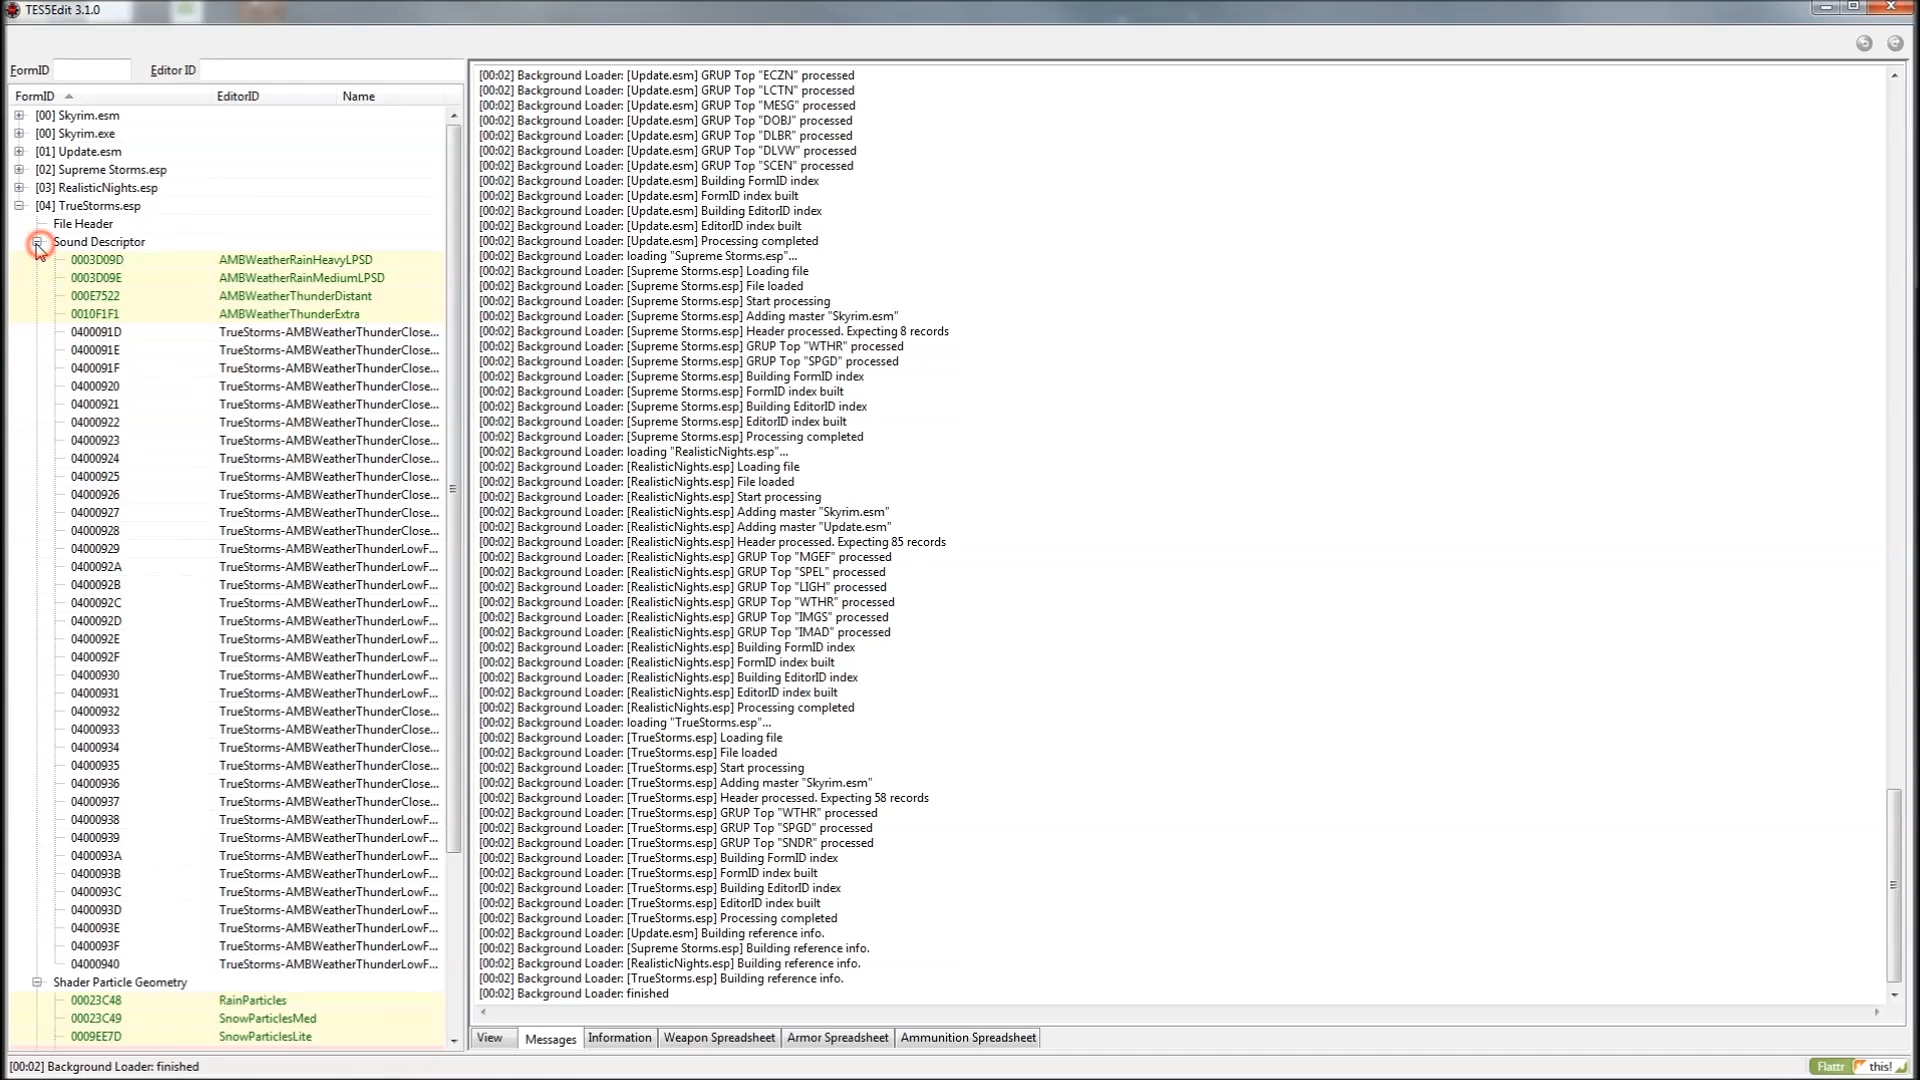 TES5Edit 3.1.0
FormID
Editor ID
FormID EditorID Name
[00] Skyrim.esm
[00] Skyrim.exe
[01] Update.esm
[02] Supreme Storms.esp
[03] RealisticNights.esp
[04] TrueStorms.esp
File Header
Sound Descriptor
0003D09D AMBWeatherRainHeavyLPSD
0003D09E AMBWeatherRainMediumLPSD
000E7522 AMBWeatherThunderDistant
0010F1F1 AMBWeatherThunderExtra
0400091D TrueStorms-AMBWeatherThunderClose...
0400091E TrueStorms-AMBWeatherThunderClose...
0400091F TrueStorms-AMBWeatherThunderClose...
04000920 TrueStorms-AMBWeatherThunderClose...
04000921 TrueStorms-AMBWeatherThunderClose...
04000922 TrueStorms-AMBWeatherThunderClose...
04000923 TrueStorms-AMBWeatherThunderClose...
04000924 TrueStorms-AMBWeatherThunderClose...
04000925 TrueStorms-AMBWeatherThunderClose...
04000926 TrueStorms-AMBWeatherThunderClose...
04000927 TrueStorms-AMBWeatherThunderClose...
04000928 TrueStorms-AMBWeatherThunderClose...
04000929 TrueStorms-AMBWeatherThunderLowF...
0400092A TrueStorms-AMBWeatherThunderLowF...
0400092B TrueStorms-AMBWeatherThunderLowF...
0400092C TrueStorms-AMBWeatherThunderLowF...
0400092D TrueStorms-AMBWeatherThunderLowF...
0400092E TrueStorms-AMBWeatherThunderLowF...
0400092F TrueStorms-AMBWeatherThunderLowF...
04000930 TrueStorms-AMBWeatherThunderLowF...
04000931 TrueStorms-AMBWeatherThunderLowF...
04000932 TrueStorms-AMBWeatherThunderClose...
04000933 TrueStorms-AMBWeatherThunderClose...
04000934 TrueStorms-AMBWeatherThunderClose...
04000935 TrueStorms-AMBWeatherThunderClose...
04000936 TrueStorms-AMBWeatherThunderClose...
04000937 TrueStorms-AMBWeatherThunderClose...
04000938 TrueStorms-AMBWeatherThunderLowF...
04000939 TrueStorms-AMBWeatherThunderLowF...
0400093A TrueStorms-AMBWeatherThunderLowF...
0400093B TrueStorms-AMBWeatherThunderLowF...
0400093C TrueStorms-AMBWeatherThunderLowF...
0400093D TrueStorms-AMBWeatherThunderLowF...
0400093E TrueStorms-AMBWeatherThunderLowF...
0400093F TrueStorms-AMBWeatherThunderLowF...
04000940 TrueStorms-AMBWeatherThunderLowF...
Shader Particle Geometry
00023C48 RainParticles
00023C49 SnowParticlesMed
0009EE7D SnowParticlesLite
[00:02] Background Loader: [Update.esm] GRUP Top "ECZN" processed
[00:02] Background Loader: [Update.esm] GRUP Top "LCTN" processed
[00:02] Background Loader: [Update.esm] GRUP Top "MESG" processed
[00:02] Background Loader: [Update.esm] GRUP Top "DOBJ" processed
[00:02] Background Loader: [Update.esm] GRUP Top "DLBR" processed
[00:02] Background Loader: [Update.esm] GRUP Top "DLVW" processed
[00:02] Background Loader: [Update.esm] GRUP Top "SCEN" processed
[00:02] Background Loader: [Update.esm] Building FormID index
[00:02] Background Loader: [Update.esm] FormID index built
[00:02] Background Loader: [Update.esm] Building EditorID index
[00:02] Background Loader: [Update.esm] EditorID index built
[00:02] Background Loader: [Update.esm] Processing completed
[00:02] Background Loader: loading "Supreme Storms.esp"...
[00:02] Background Loader: [Supreme Storms.esp] Loading file
[00:02] Background Loader: [Supreme Storms.esp] File loaded
[00:02] Background Loader: [Supreme Storms.esp] Start processing
[00:02] Background Loader: [Supreme Storms.esp] Adding master "Skyrim.esm"
[00:02] Background Loader: [Supreme Storms.esp] Header processed. Expecting 8 records
[00:02] Background Loader: [Supreme Storms.esp] GRUP Top "WTHR" processed
[00:02] Background Loader: [Supreme Storms.esp] GRUP Top "SPGD" processed
[00:02] Background Loader: [Supreme Storms.esp] Building FormID index
[00:02] Background Loader: [Supreme Storms.esp] FormID index built
[00:02] Background Loader: [Supreme Storms.esp] Building EditorID index
[00:02] Background Loader: [Supreme Storms.esp] EditorID index built
[00:02] Background Loader: [Supreme Storms.esp] Processing completed
[00:02] Background Loader: loading "RealisticNights.esp"...
[00:02] Background Loader: [RealisticNights.esp] Loading file
[00:02] Background Loader: [RealisticNights.esp] File loaded
[00:02] Background Loader: [RealisticNights.esp] Start processing
[00:02] Background Loader: [RealisticNights.esp] Adding master "Skyrim.esm"
[00:02] Background Loader: [RealisticNights.esp] Adding master "Update.esm"
[00:02] Background Loader: [RealisticNights.esp] Header processed. Expecting 85 records
[00:02] Background Loader: [RealisticNights.esp] GRUP Top "MGEF" processed
[00:02] Background Loader: [RealisticNights.esp] GRUP Top "SPEL" processed
[00:02] Background Loader: [RealisticNights.esp] GRUP Top "LIGH" processed
[00:02] Background Loader: [RealisticNights.esp] GRUP Top "WTHR" processed
[00:02] Background Loader: [RealisticNights.esp] GRUP Top "IMGS" processed
[00:02] Background Loader: [RealisticNights.esp] GRUP Top "IMAD" processed
[00:02] Background Loader: [RealisticNights.esp] Building FormID index
[00:02] Background Loader: [RealisticNights.esp] FormID index built
[00:02] Background Loader: [RealisticNights.esp] Building EditorID index
[00:02] Background Loader: [RealisticNights.esp] EditorID index built
[00:02] Background Loader: [RealisticNights.esp] Processing completed
[00:02] Background Loader: loading "TrueStorms.esp"...
[00:02] Background Loader: [TrueStorms.esp] Loading file
[00:02] Background Loader: [TrueStorms.esp] File loaded
[00:02] Background Loader: [TrueStorms.esp] Start processing
[00:02] Background Loader: [TrueStorms.esp] Adding master "Skyrim.esm"
[00:02] Background Loader: [TrueStorms.esp] Header processed. Expecting 58 records
[00:02] Background Loader: [TrueStorms.esp] GRUP Top "WTHR" processed
[00:02] Background Loader: [TrueStorms.esp] GRUP Top "SPGD" processed
[00:02] Background Loader: [TrueStorms.esp] GRUP Top "SNDR" processed
[00:02] Background Loader: [TrueStorms.esp] Building FormID index
[00:02] Background Loader: [TrueStorms.esp] FormID index built
[00:02] Background Loader: [TrueStorms.esp] Building EditorID index
[00:02] Background Loader: [TrueStorms.esp] EditorID index built
[00:02] Background Loader: [TrueStorms.esp] Processing completed
[00:02] Background Loader: [Update.esm] Building reference info.
[00:02] Background Loader: [Supreme Storms.esp] Building reference info.
[00:02] Background Loader: [RealisticNights.esp] Building reference info.
[00:02] Background Loader: [TrueStorms.esp] Building reference info.
[00:02] Background Loader: finished
View Messages Information Weapon Spreadsheet Armor Spreadsheet Ammunition Spreadsheet
[00:02] Background Loader: finished
Flattr this!